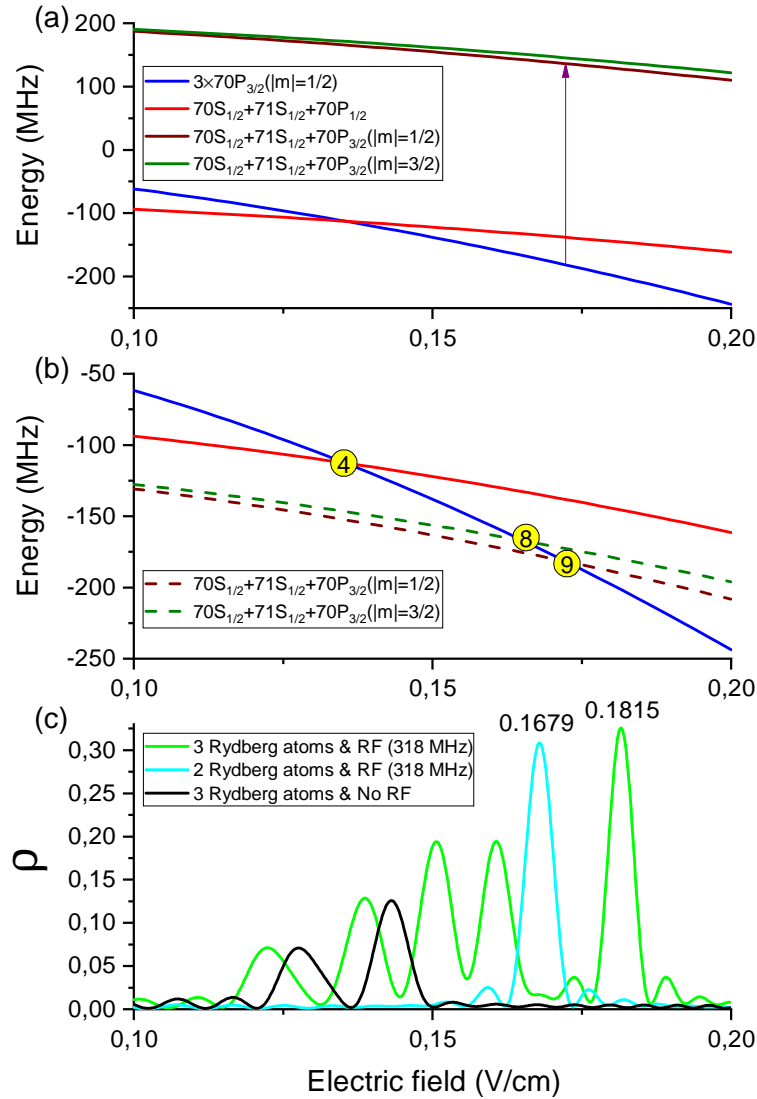 (a)
200
100
0
-100
-200
Energy (MHz)
3×70P3/2(|m|=1/2)
70S1/2+71S1/2+70P1/2
70S1/2+71S1/2+70P3/2(|m|=1/2)
70S1/2+71S1/2+70P3/2(|m|=3/2)
0,10 0,15 0,20
(b)
-50
-100
-150
-200
-250
Energy (MHz)
4
8
9
70S1/2+71S1/2+70P3/2(|m|=1/2)
70S1/2+71S1/2+70P3/2(|m|=3/2)
0,10 0,15 0,20
(c)
0.1679 0.1815
3 Rydberg atoms & RF (318 MHz)
2 Rydberg atoms & RF (318 MHz)
3 Rydberg atoms & No RF
0,30
0,25
0,20
0,15
0,10
0,05
0,00
ρ
0,10 0,15 0,20
Electric field (V/cm)